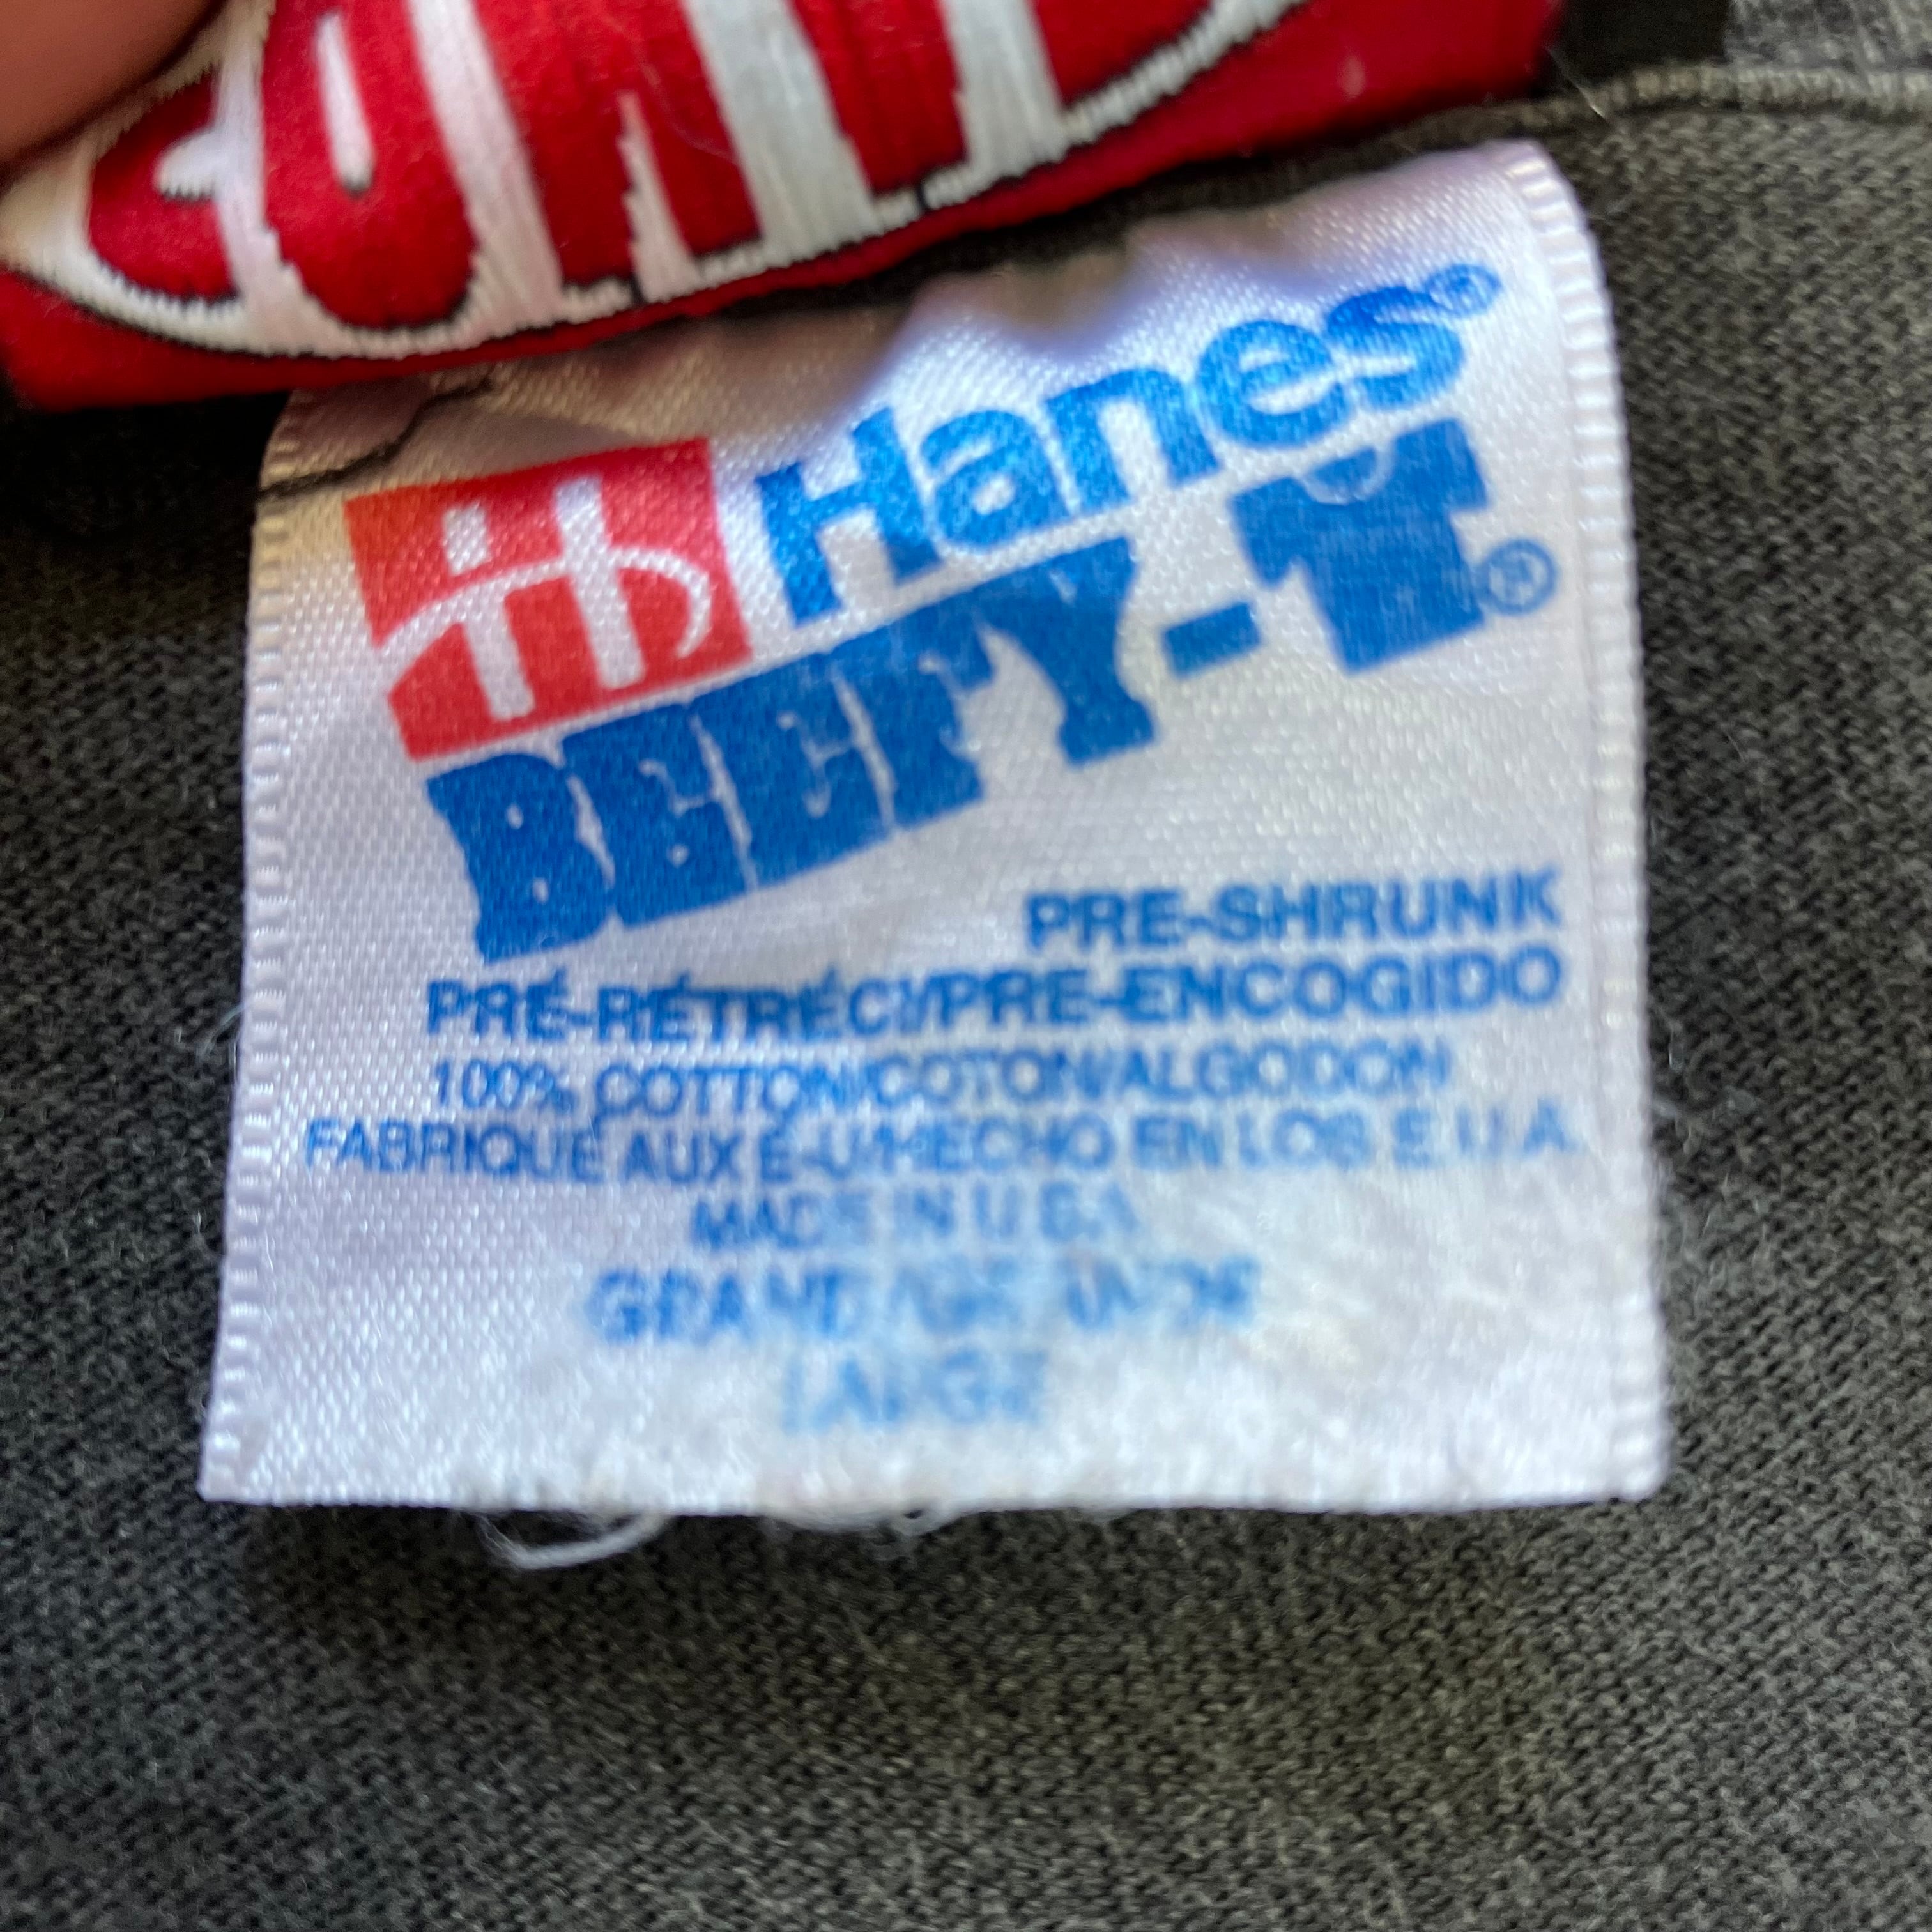 Hanes®
BEEFY-T®
PRE-SHRUNK
PRÉ-RÉTRÉCI/PRE-ENCOGIDO
100% COTTON/COTON/ALGODON
FABRIQUÉ AUX É-U/HECHO EN LOS E.U.A.
MADE IN U.S.A.
GRANDE
LARGE